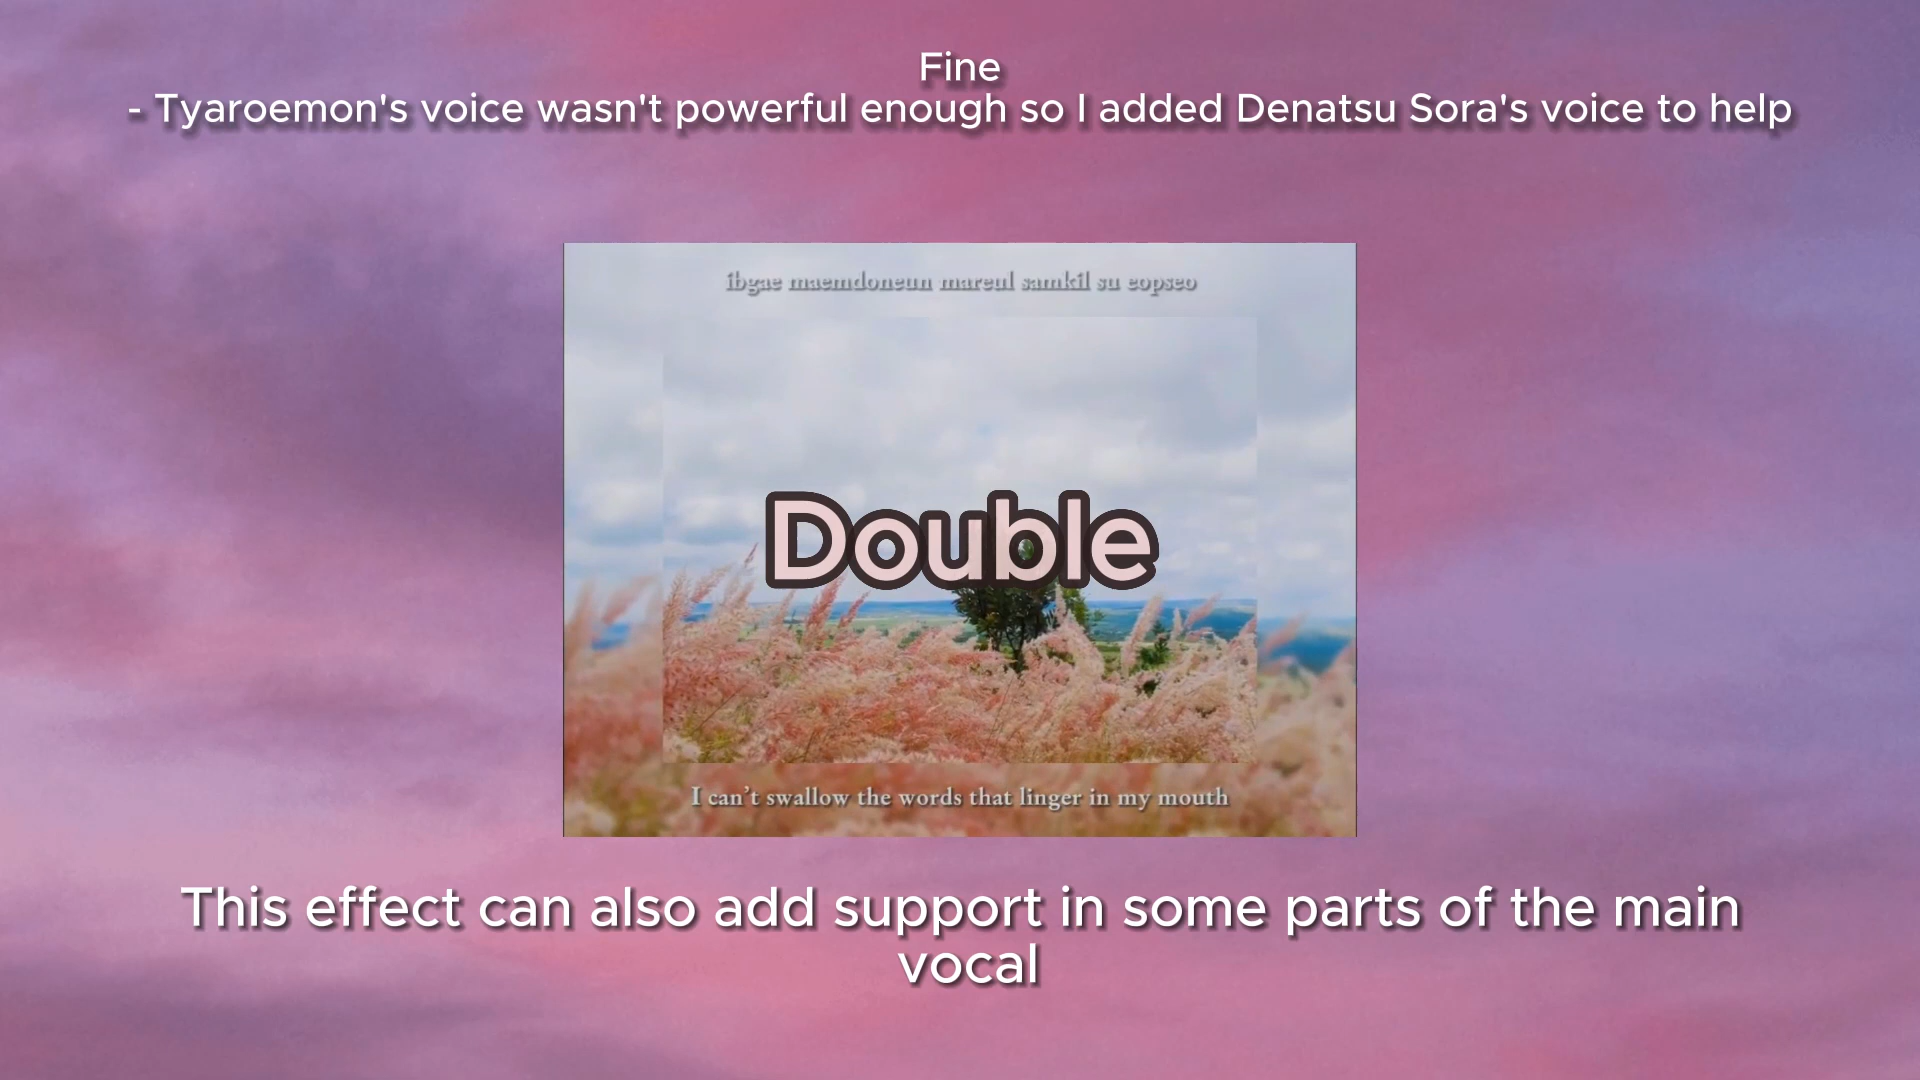 Fine
- Tyaroemon's voice wasn't powerful enough so I added Denatsu Sora's voice to help
ibgae maemdoneun mareul samkil su eopseo
Double
I can't swallow the words that linger in my mouth
This effect can also add support in some parts of the main
vocal